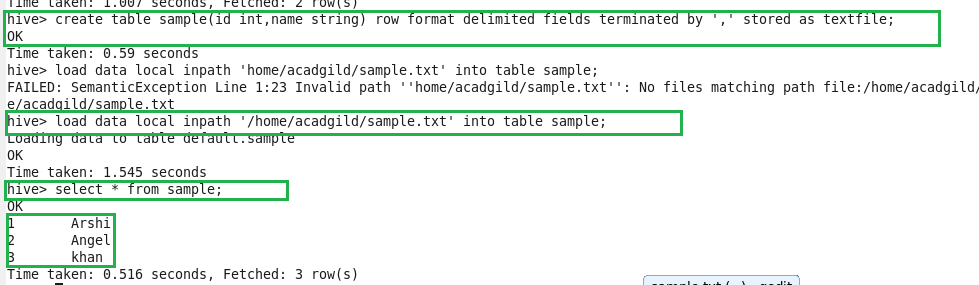 Time taken: 1.007 seconds, Fetched: 2 row(s)
hive> create table sample(id int,name string) row format delimited fields terminated by ',' stored as textfile;
OK
Time taken: 0.59 seconds
hive> load data local inpath 'home/acadgild/sample.txt' into table sample;
FAILED: SemanticException Line 1:23 Invalid path ''home/acadgild/sample.txt'': No files matching path file:/home/acadgild/
e/acadgild/sample.txt
hive> load data local inpath '/home/acadgild/sample.txt' into table sample;
Loading data to table default.sample
OK
Time taken: 1.545 seconds
hive> select * from sample;
OK
1 Arshi
2 Angel
3 khan
Time taken: 0.516 seconds, Fetched: 3 row(s)